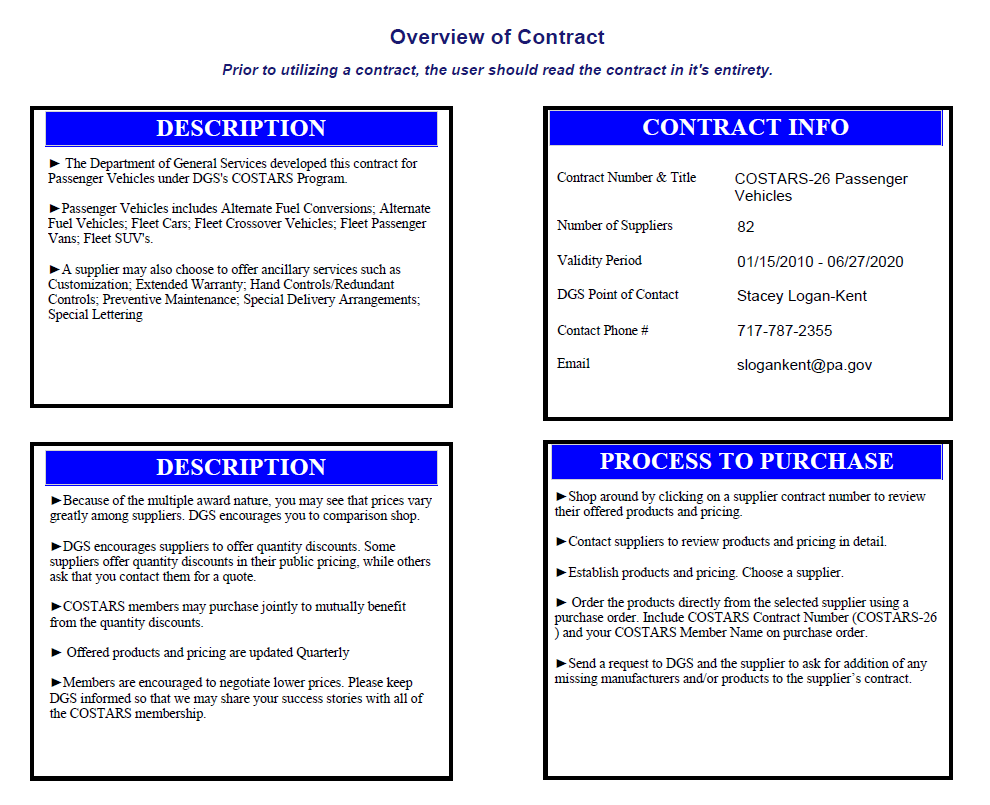 Overview of Contract
Prior to utilizing a contract, the user should read the contract in it's entirety.
DESCRIPTION
► The Department of General Services developed this contract for
Passenger Vehicles under DGS's COSTARS Program.
►Passenger Vehicles includes Alternate Fuel Conversions; Alternate
Fuel Vehicles; Fleet Cars; Fleet Crossover Vehicles; Fleet Passenger
Vans; Fleet SUV's.
►A supplier may also choose to offer ancillary services such as
Customization; Extended Warranty; Hand Controls/Redundant
Controls; Preventive Maintenance; Special Delivery Arrangements;
Special Lettering
CONTRACT INFO
Contract Number & Title COSTARS-26 Passenger
Vehicles
Number of Suppliers 82
Validity Period 01/15/2010 - 06/27/2020
DGS Point of Contact Stacey Logan-Kent
Contact Phone # 717-787-2355
Email slogankent@pa.gov
DESCRIPTION
►Because of the multiple award nature, you may see that prices vary
greatly among suppliers. DGS encourages you to comparison shop.
►DGS encourages suppliers to offer quantity discounts. Some
suppliers offer quantity discounts in their public pricing, while others
ask that you contact them for a quote.
►COSTARS members may purchase jointly to mutually benefit
from the quantity discounts.
► Offered products and pricing are updated Quarterly
►Members are encouraged to negotiate lower prices. Please keep
DGS informed so that we may share your success stories with all of
the COSTARS membership.
PROCESS TO PURCHASE
►Shop around by clicking on a supplier contract number to review
their offered products and pricing.
►Contact suppliers to review products and pricing in detail.
►Establish products and pricing. Choose a supplier.
► Order the products directly from the selected supplier using a
purchase order. Include COSTARS Contract Number (COSTARS-26
) and your COSTARS Member Name on purchase order.
►Send a request to DGS and the supplier to ask for addition of any
missing manufacturers and/or products to the supplier’s contract.